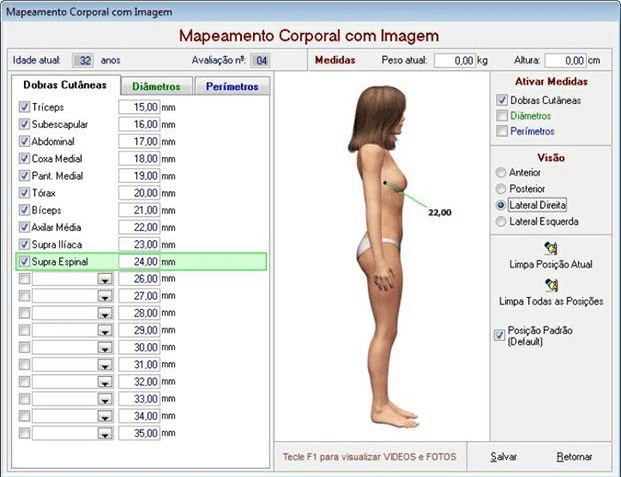 Mapeamento Corporal com Imagem
Mapeamento Corporal com Imagem
Idade atual: 32 anos Avaliação nº: 04 Medidas Peso atual: 0,00 kg Altura: 0,00 cm
Dobras Cutâneas Diâmetros Perímetros
Tríceps 15,00 mm
Subescapular 16,00 mm
Abdominal 17,00 mm
Coxa Medial 18,00 mm
Pant. Medial 19,00 mm
Tórax 20,00 mm
Bíceps 21,00 mm
Axilar Média 22,00 mm
Supra Ilíaca 23,00 mm
Supra Espinal 24,00 mm
26,00 mm
27,00 mm
28,00 mm
29,00 mm
30,00 mm
31,00 mm
32,00 mm
33,00 mm
34,00 mm
35,00 mm
22,00
Ativar Medidas
Dobras Cutâneas
Diâmetros
Perímetros
Visão
Anterior
Posterior
Lateral Direita
Lateral Esquerda
Limpa Posição Atual
Limpa Todas as Posições
Posição Padrão
(Default)
Tecle F1 para visualizar VIDEOS e FOTOS
Salvar Retornar